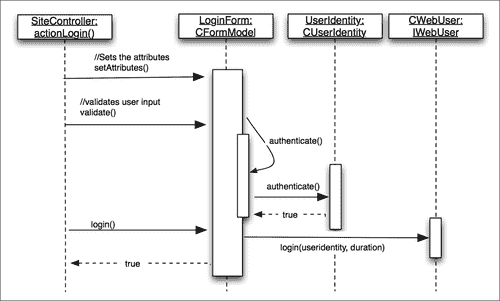 SiteController:
actionLogin()
LoginForm:
CFormModel
UserIdentity:
CUserIdentity
CWebUser:
IWebUser
//Sets the attributes
setAttributes()
//validates user input
validate()
authenticate()
authenticate()
true
login()
login(useridentity, duration)
true